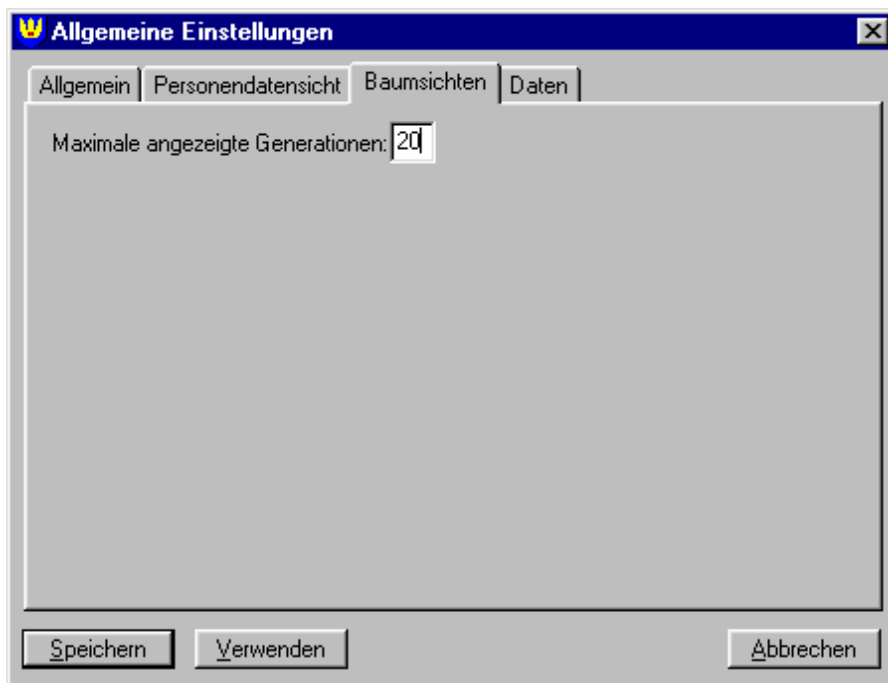 Allgemeine Einstellungen
Allgemein Personendatensicht Baumsichten Daten
Maximale angezeigte Generationen: 20
Speichern Verwenden Abbrechen